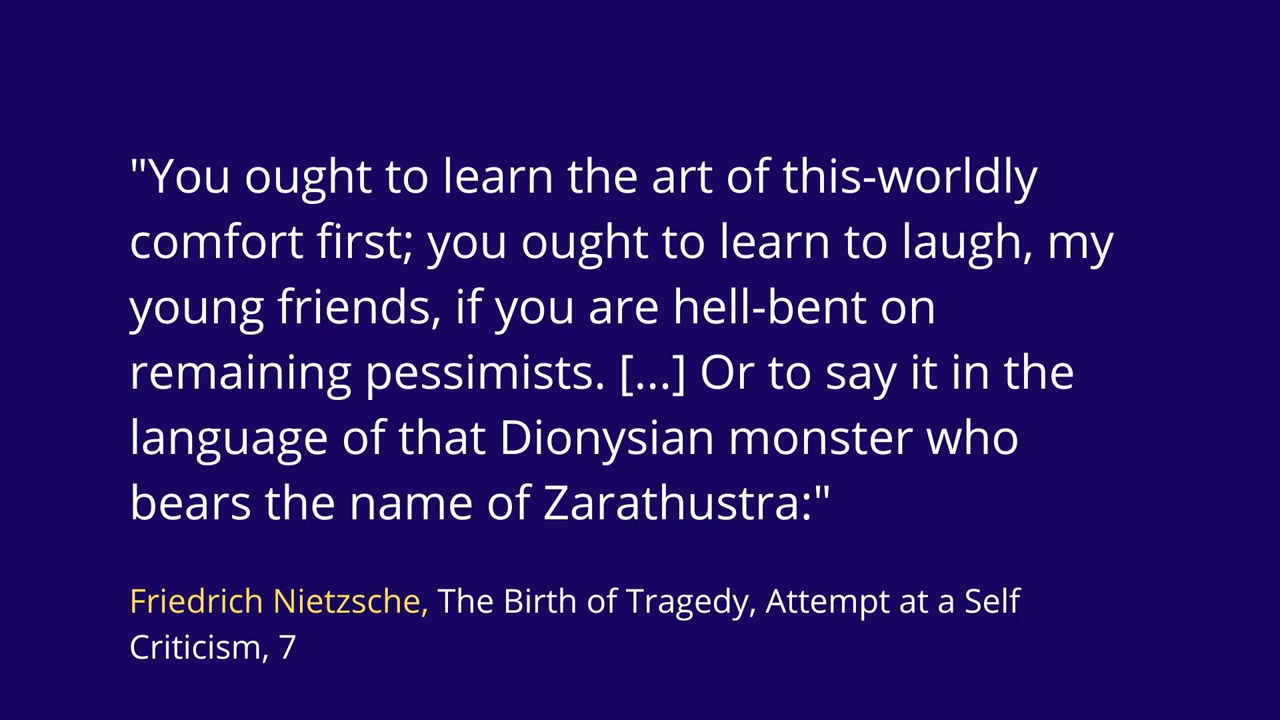 "You ought to learn the art of this-worldly
comfort first; you ought to learn to laugh, my
young friends, if you are hell-bent on
remaining pessimists. [...] Or to say it in the
language of that Dionysian monster who
bears the name of Zarathustra:"
Friedrich Nietzsche, The Birth of Tragedy, Attempt at a Self
Criticism, 7